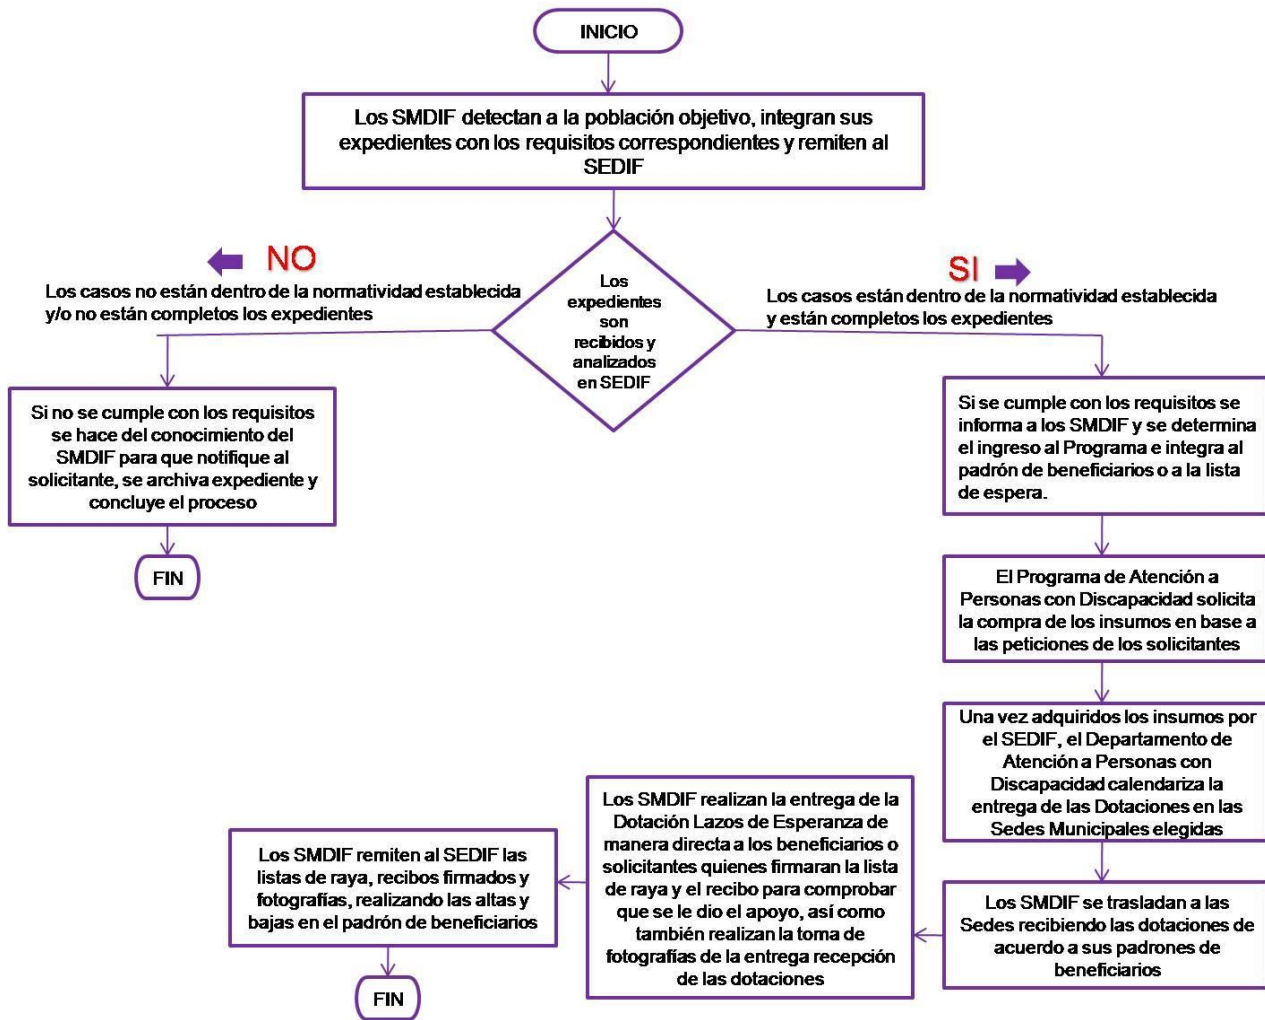 INICIO
Los SMDIF detectan a la población objetivo, integran sus
expedientes con los requisitos correspondientes y remiten al
SEDIF
Los
expedientes
son
recibidos y
analizados
en SEDIF
NO
Los casos no están dentro de la normatividad establecida
y/o no están completos los expedientes
Si no se cumple con los requisitos
se hace del conocimiento del
SMDIF para que notifique al
solicitante, se archiva expediente y
concluye el proceso
FIN
SI
Los casos están dentro de la normatividad establecida
y están completos los expedientes
Si se cumple con los requisitos se
informa a los SMDIF y se determina
el ingreso al Programa e integra al
padrón de beneficiarios o a la lista
de espera.
El Programa de Atención a
Personas con Discapacidad solicita
la compra de los insumos en base a
las peticiones de los solicitantes
Una vez adquiridos los insumos por
el SEDIF, el Departamento de
Atención a Personas con
Discapacidad calendariza la
entrega de las Dotaciones en las
Sedes Municipales elegidas
Los SMDIF se trasladan a las
Sedes recibiendo las dotaciones de
acuerdo a sus padrones de
beneficiarios
Los SMDIF realizan la entrega de la
Dotación Lazos de Esperanza de
manera directa a los beneficiarios o
solicitantes quienes firmaran la lista
de raya y el recibo para comprobar
que se le dio el apoyo, así como
también realizan la toma de
fotografías de la entrega recepción
de las dotaciones
Los SMDIF remiten al SEDIF las
listas de raya, recibos firmados y
fotografías, realizando las altas y
bajas en el padrón de beneficiarios
FIN